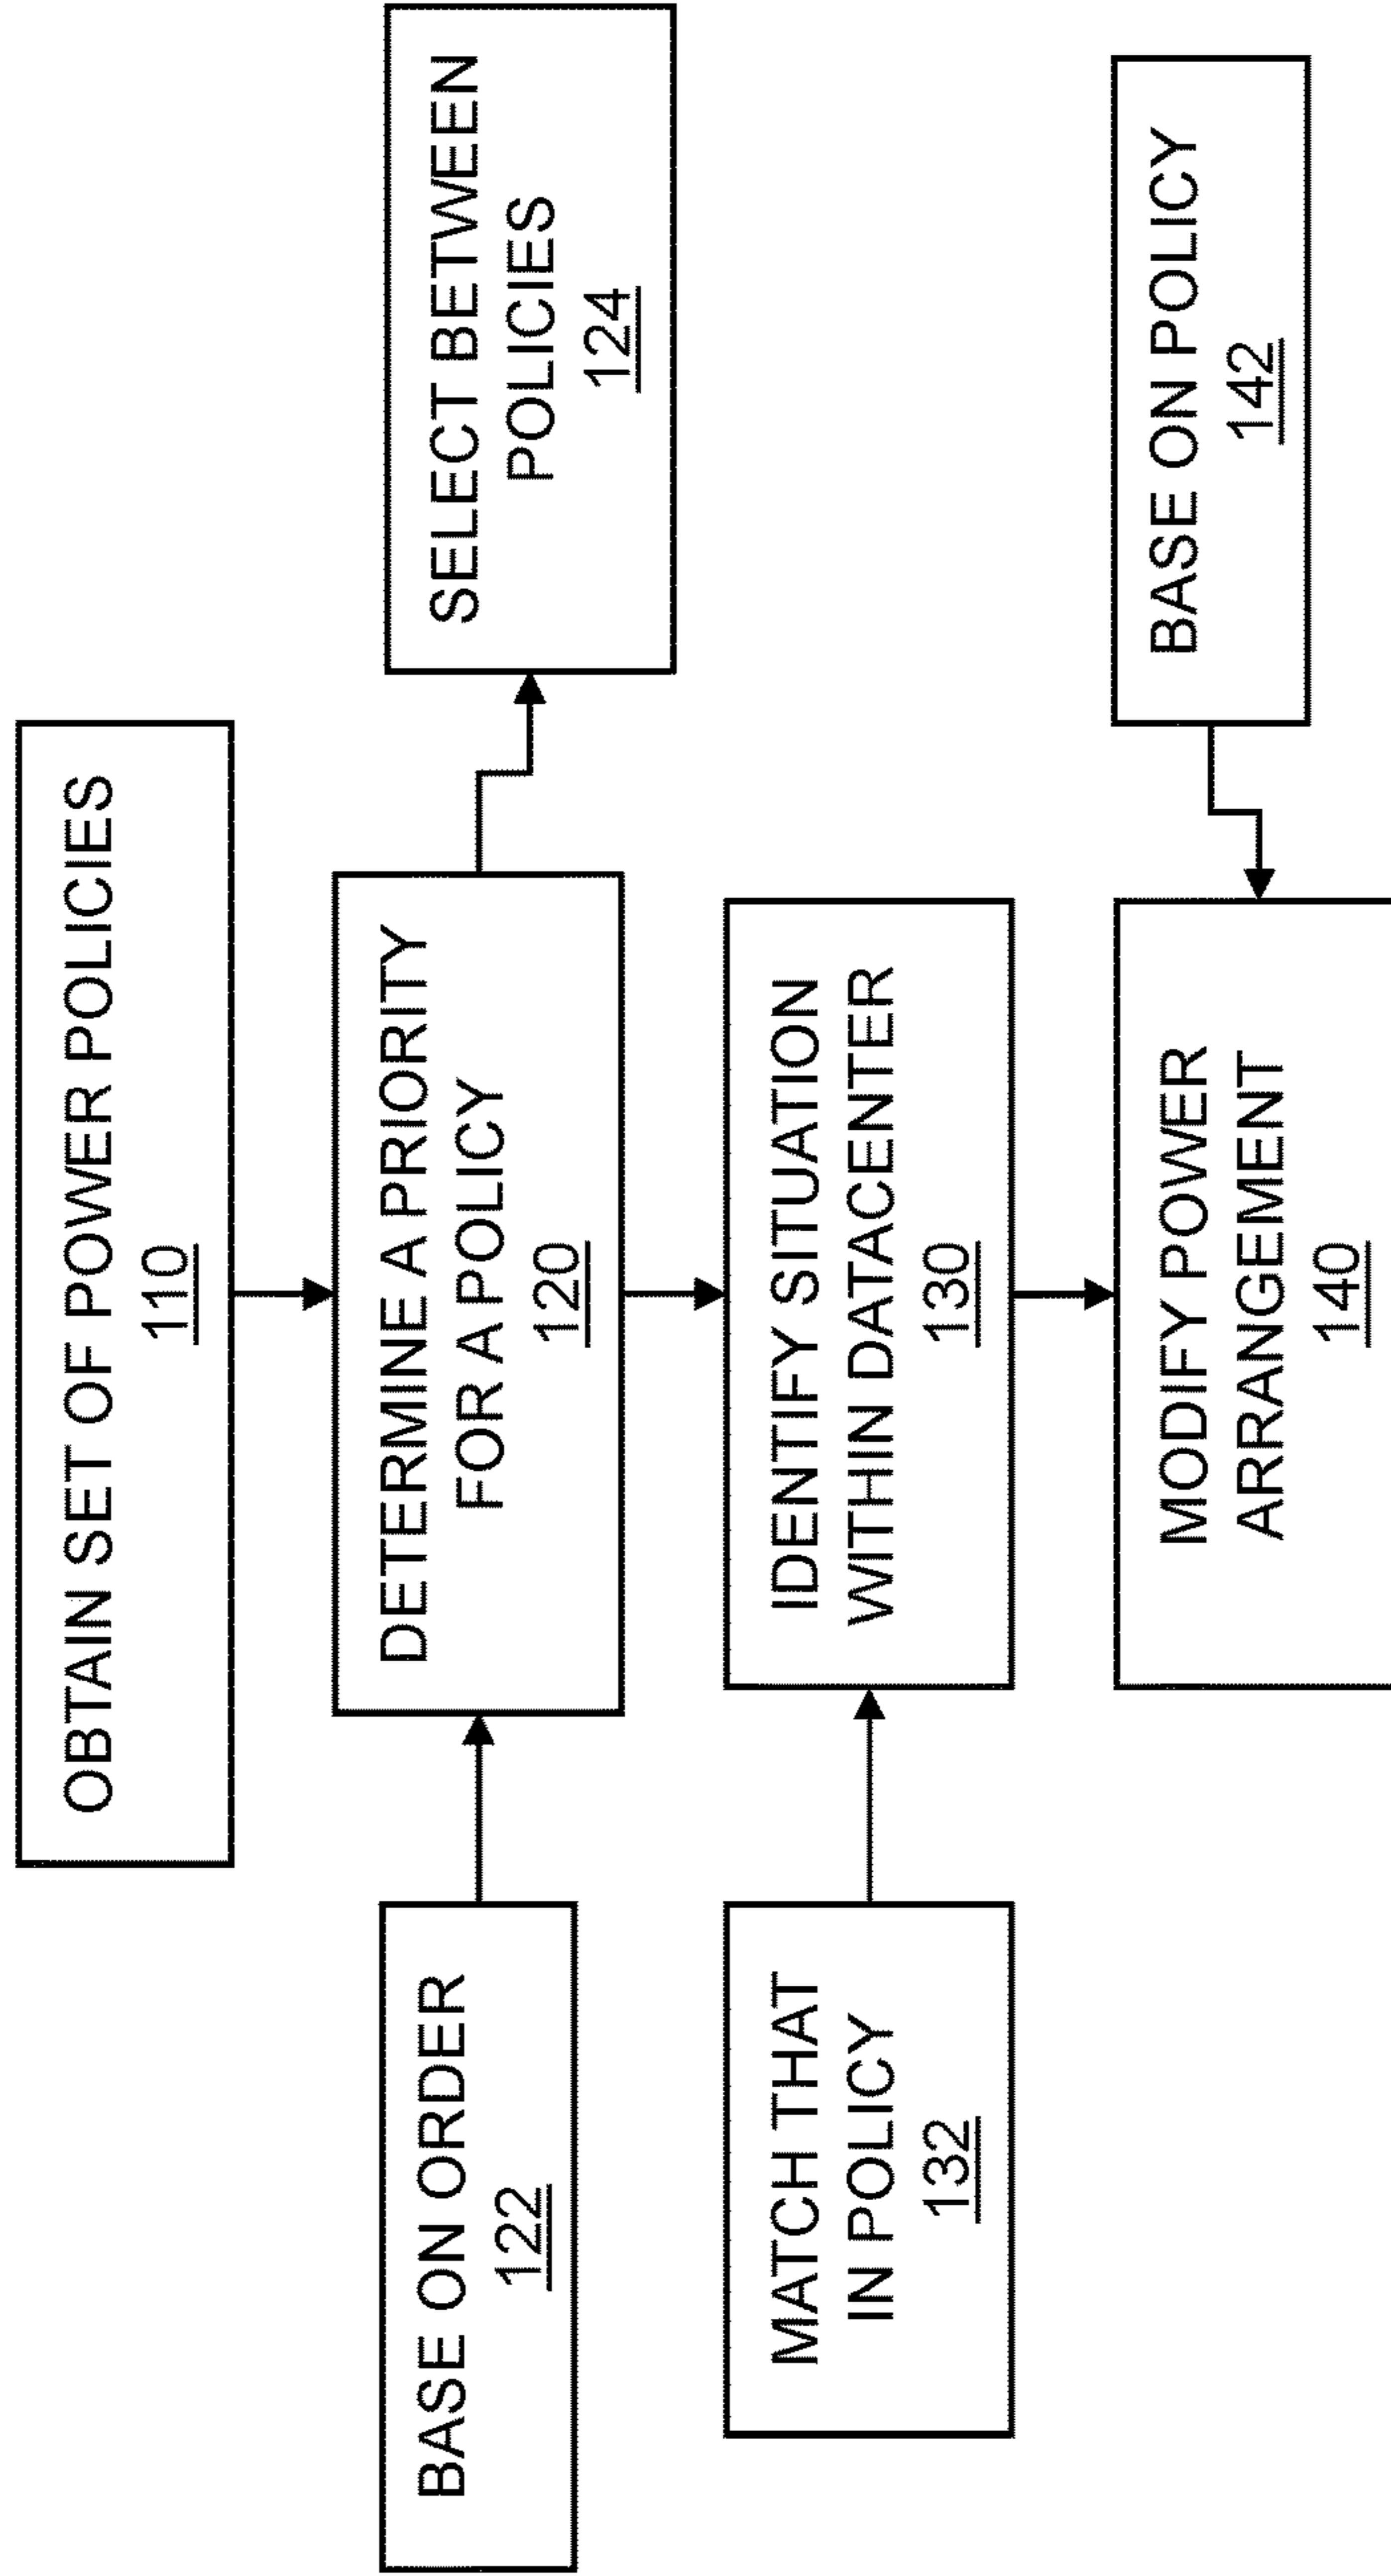 OBTAIN SET OF POWER POLICIES
110
BASE ON ORDER
122
DETERMINE A PRIORITY
FOR A POLICY
120
SELECT BETWEEN
POLICIES
124
MATCH THAT
IN POLICY
132
IDENTIFY SITUATION
WITHIN DATACENTER
130
MODIFY POWER
ARRANGEMENT
140
BASE ON POLICY
142